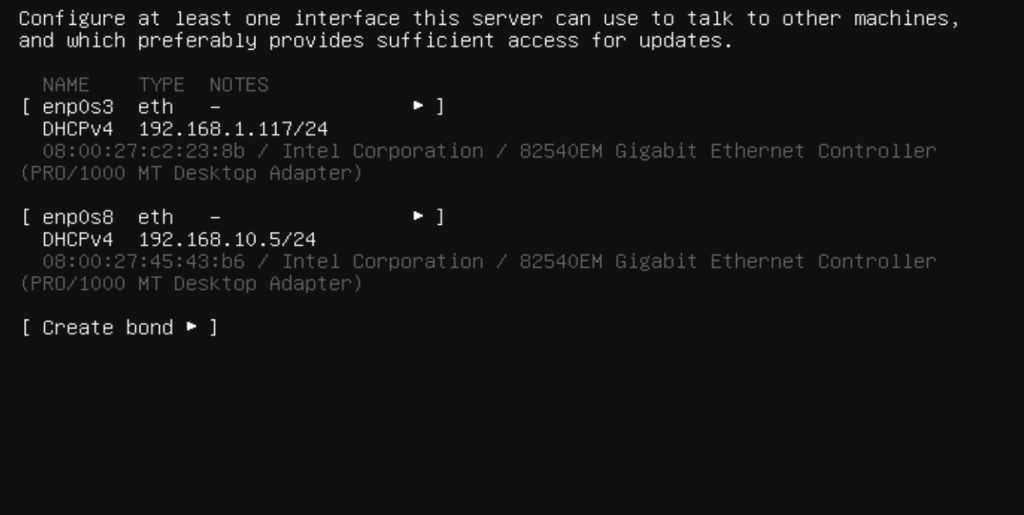 Configure at least one interface this server can use to talk to other machines,
and which preferably provides sufficient access for updates.
NAME TYPE NOTES
[ enp0s3 eth - ▸ ]
DHCPv4 192.168.1.117/24
08:00:27:c2:23:8b / Intel Corporation / 82540EM Gigabit Ethernet Controller
(PRO/1000 MT Desktop Adapter)
[ enp0s8 eth - ▸ ]
DHCPv4 192.168.10.5/24
08:00:27:45:43:b6 / Intel Corporation / 82540EM Gigabit Ethernet Controller
(PRO/1000 MT Desktop Adapter)
[ Create bond ▸ ]